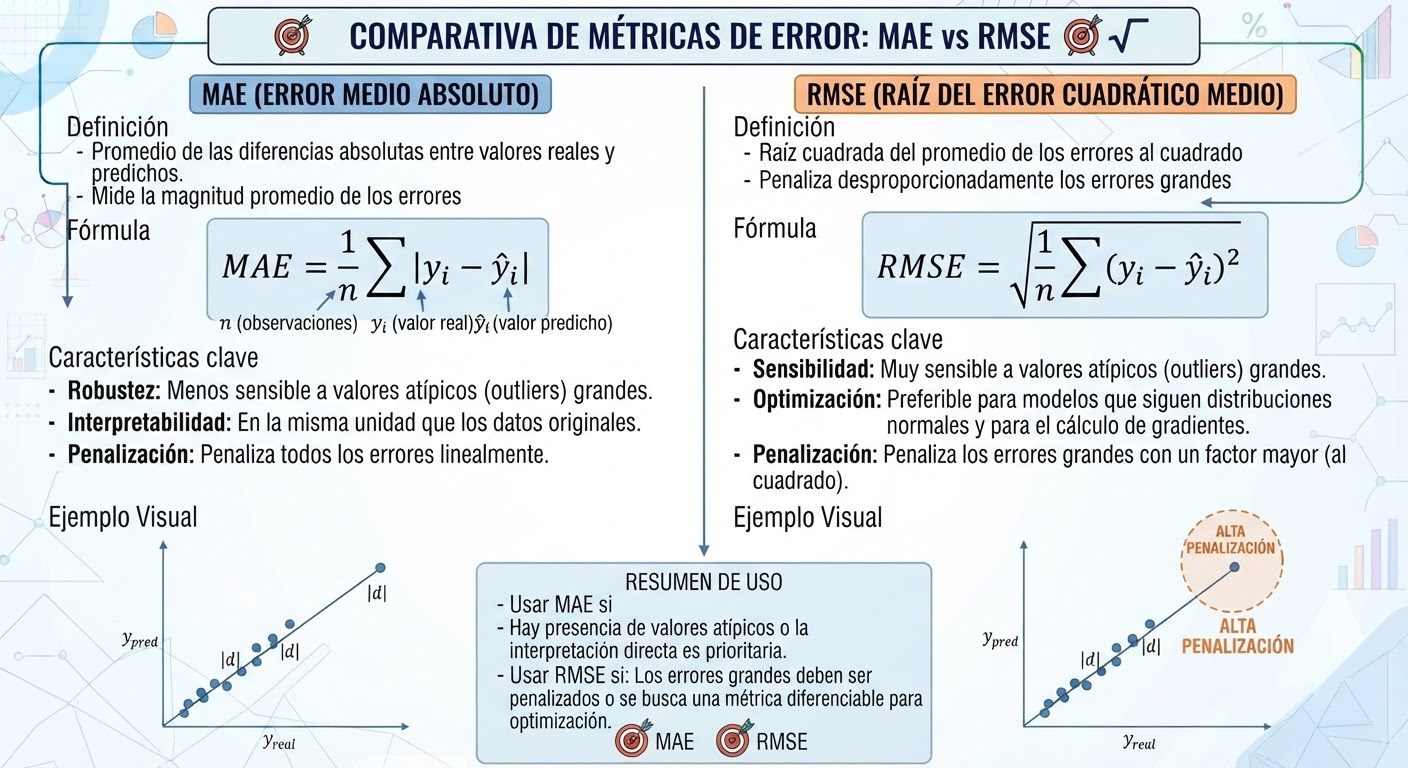 COMPARATIVA DE MÉTRICAS DE ERROR: MAE vs RMSE √
%
MAE (ERROR MEDIO ABSOLUTO)
Definición
- Promedio de las diferencias absolutas entre valores reales y
predichos.
- Mide la magnitud promedio de los errores
Fórmula
MAE = 1/n ∑ |y_i − ŷ_i|
n (observaciones) y_i (valor real) ŷ_i (valor predicho)
Características clave
- Robustez: Menos sensible a valores atípicos (outliers) grandes.
- Interpretabilidad: En la misma unidad que los datos originales.
- Penalización: Penaliza todos los errores linealmente.
Ejemplo Visual
|d|
|d|
|d|
y_pred
y_real
RMSE (RAÍZ DEL ERROR CUADRÁTICO MEDIO)
Definición
- Raíz cuadrada del promedio de los errores al cuadrado
- Penaliza desproporcionadamente los errores grandes
Fórmula
RMSE = √(1/n ∑ (y_i − ŷ_i)²)
Características clave
- Sensibilidad: Muy sensible a valores atípicos (outliers) grandes.
- Optimización: Preferible para modelos que siguen distribuciones
normales y para el cálculo de gradientes.
- Penalización: Penaliza los errores grandes con un factor mayor (al
cuadrado).
Ejemplo Visual
ALTA
PENALIZACIÓN
ALTA
PENALIZACIÓN
|d|
|d|
y_pred
y_real
RESUMEN DE USO
- Usar MAE si
- Hay presencia de valores atípicos o la
interpretación directa es prioritaria.
- Usar RMSE si: Los errores grandes deben ser
penalizados o se busca una métrica diferenciable para
optimización.
MAE RMSE